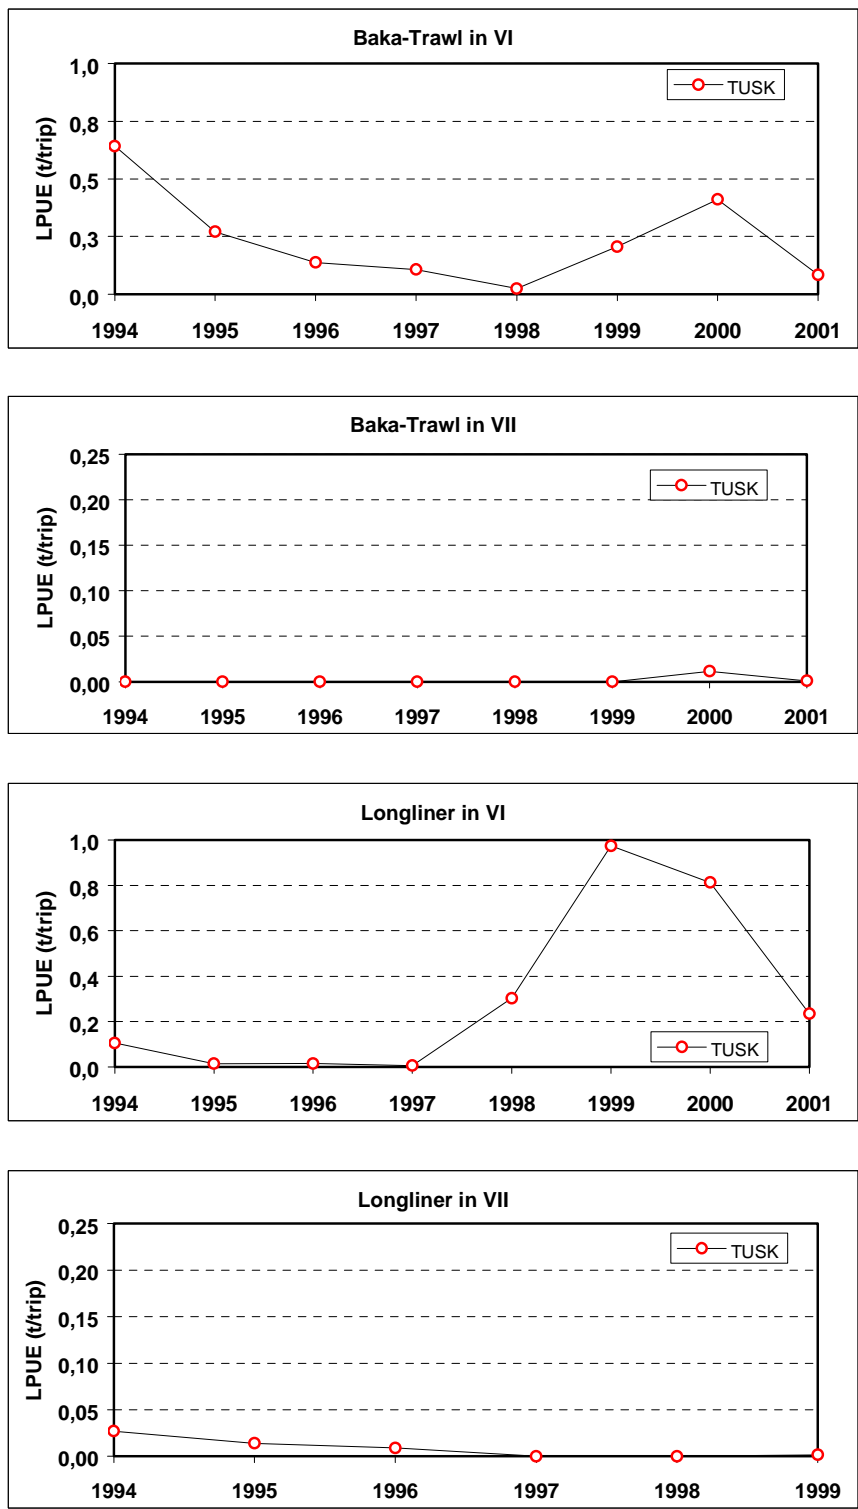 Baka-Trawl in VI
LPUE (t/trip)
1,0
0,8
0,5
0,3
0,0
TUSK
1994 1995 1996 1997 1998 1999 2000 2001
Baka-Trawl in VII
LPUE (t/trip)
0,25
0,20
0,15
0,10
0,05
0,00
TUSK
1994 1995 1996 1997 1998 1999 2000 2001
Longliner in VI
LPUE (t/trip)
1,0
0,8
0,6
0,4
0,2
0,0
TUSK
1994 1995 1996 1997 1998 1999 2000 2001
Longliner in VII
LPUE (t/trip)
0,25
0,20
0,15
0,10
0,05
0,00
TUSK
1994 1995 1996 1997 1998 1999